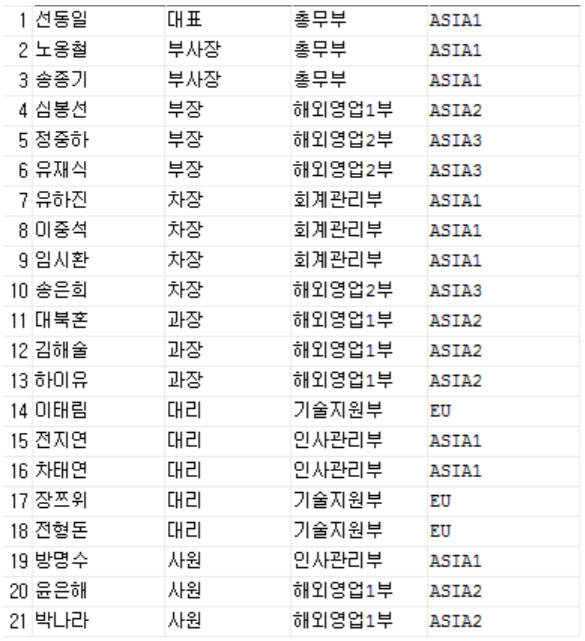 1 선동일 대표 총무부 ASIA1
2 노옹철 부사장 총무부 ASIA1
3 송종기 부사장 총무부 ASIA1
4 심봉선 부장 해외영업1부 ASIA2
5 정중하 부장 해외영업2부 ASIA3
6 유재식 부장 해외영업2부 ASIA3
7 유하진 차장 회계관리부 ASIA1
8 이중석 차장 회계관리부 ASIA1
9 임시환 차장 회계관리부 ASIA1
10 송은희 차장 해외영업2부 ASIA3
11 대북혼 과장 해외영업1부 ASIA2
12 김해술 과장 해외영업1부 ASIA2
13 하이유 과장 해외영업1부 ASIA2
14 이태림 대리 기술지원부 EU
15 전지연 대리 인사관리부 ASIA1
16 차태연 대리 인사관리부 ASIA1
17 장쯔위 대리 기술지원부 EU
18 전형돈 대리 기술지원부 EU
19 방명수 사원 인사관리부 ASIA1
20 윤은해 사원 해외영업1부 ASIA2
21 박나라 사원 해외영업1부 ASIA2